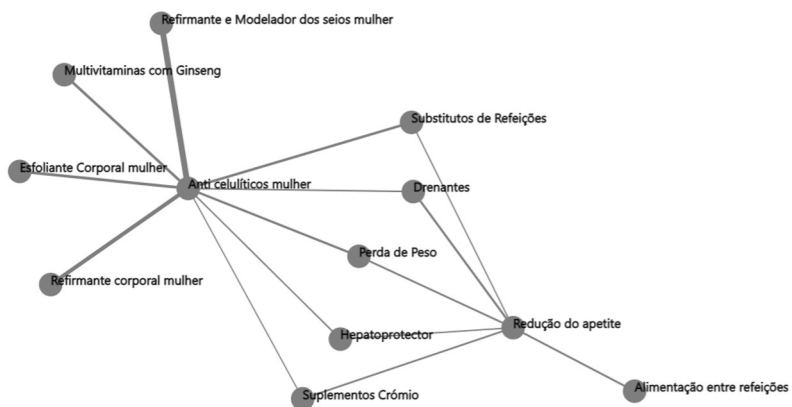 Refirmante e Modelador dos seios mulher
Multivitaminas com Ginseng
Substitutos de Refeições
Esfoliante Corporal mulher
Anti celulíticos mulher
Drenantes
Perda de Peso
Refirmante corporal mulher
Redução do apetite
Hepatoprotector
Alimentação entre refeições
Suplementos Crómio